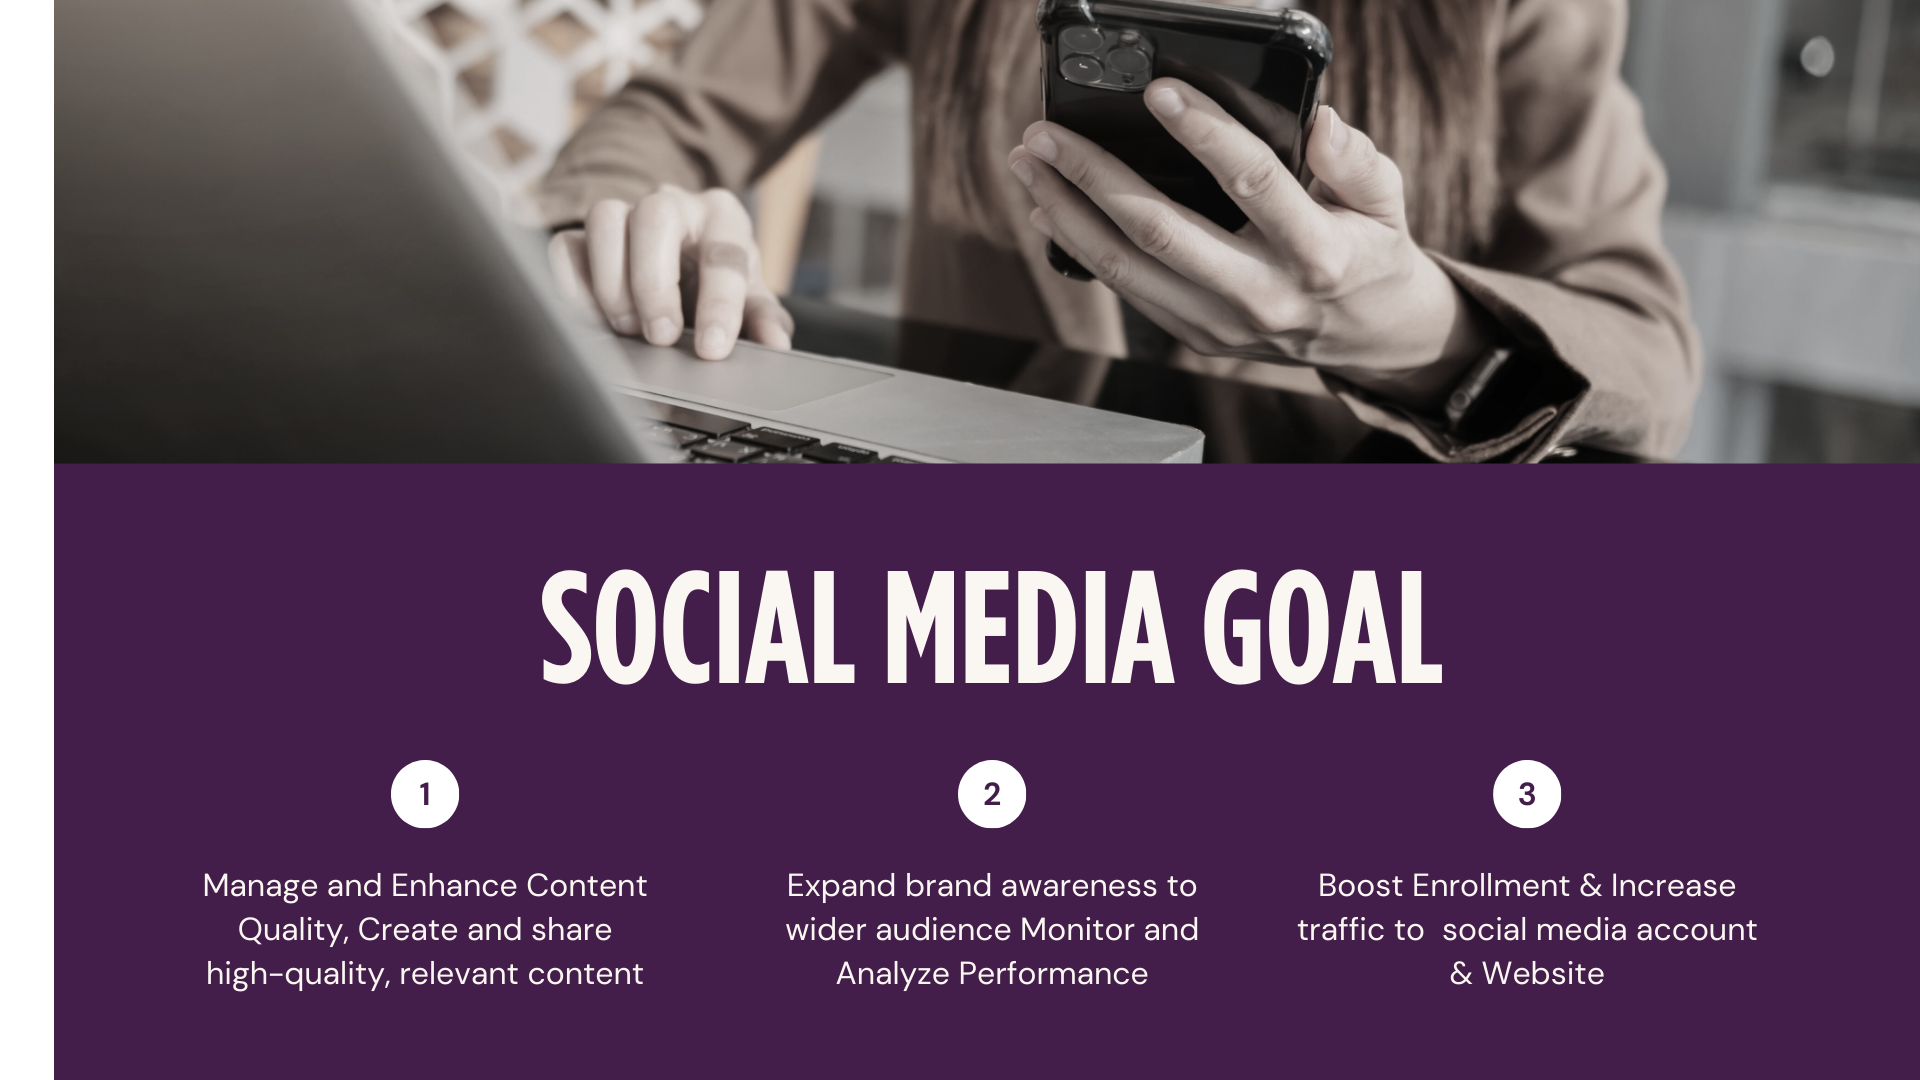 SOCIAL MEDIA GOAL
1
Manage and Enhance Content
Quality, Create and share
high-quality, relevant content
2
Expand brand awareness to
wider audience Monitor and
Analyze Performance
3
Boost Enrollment & Increase
traffic to  social media account
& Website